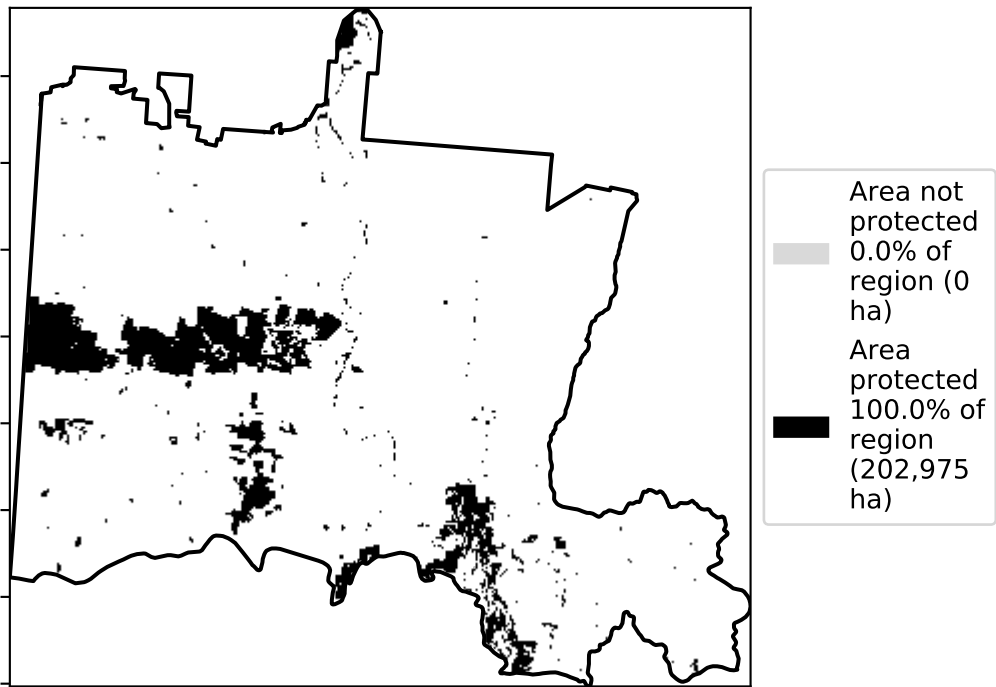 Area not
protected
0.0% of
region (0
ha)
Area
protected
100.0% of
region
(202,975
ha)